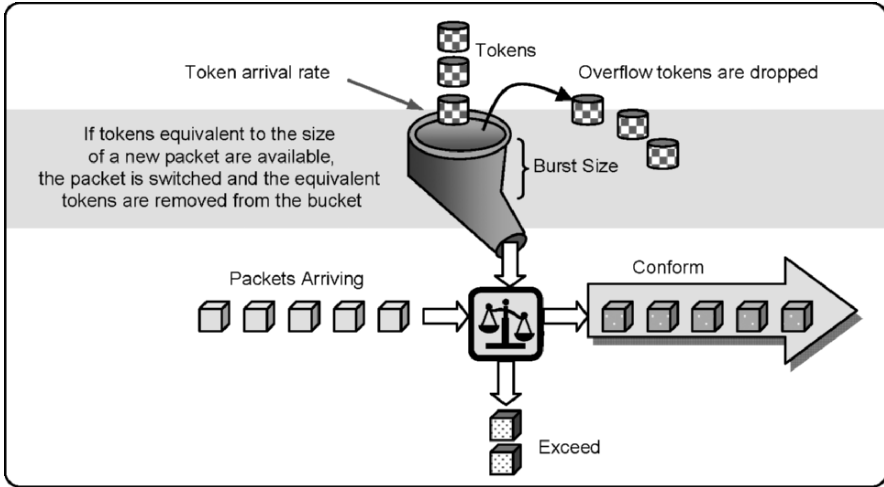 Tokens
Token arrival rate
Overflow tokens are dropped
If tokens equivalent to the size
of a new packet are available,
the packet is switched and the equivalent
tokens are removed from the bucket
Burst Size
Packets Arriving
Conform
Exceed